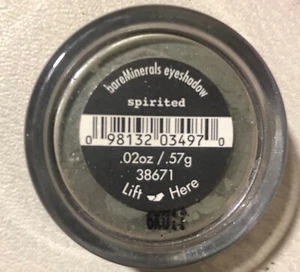 bareMinerals eyeshadow
spirited
0 98132 03497 0
.02oz / .57g
38671
Lift Here